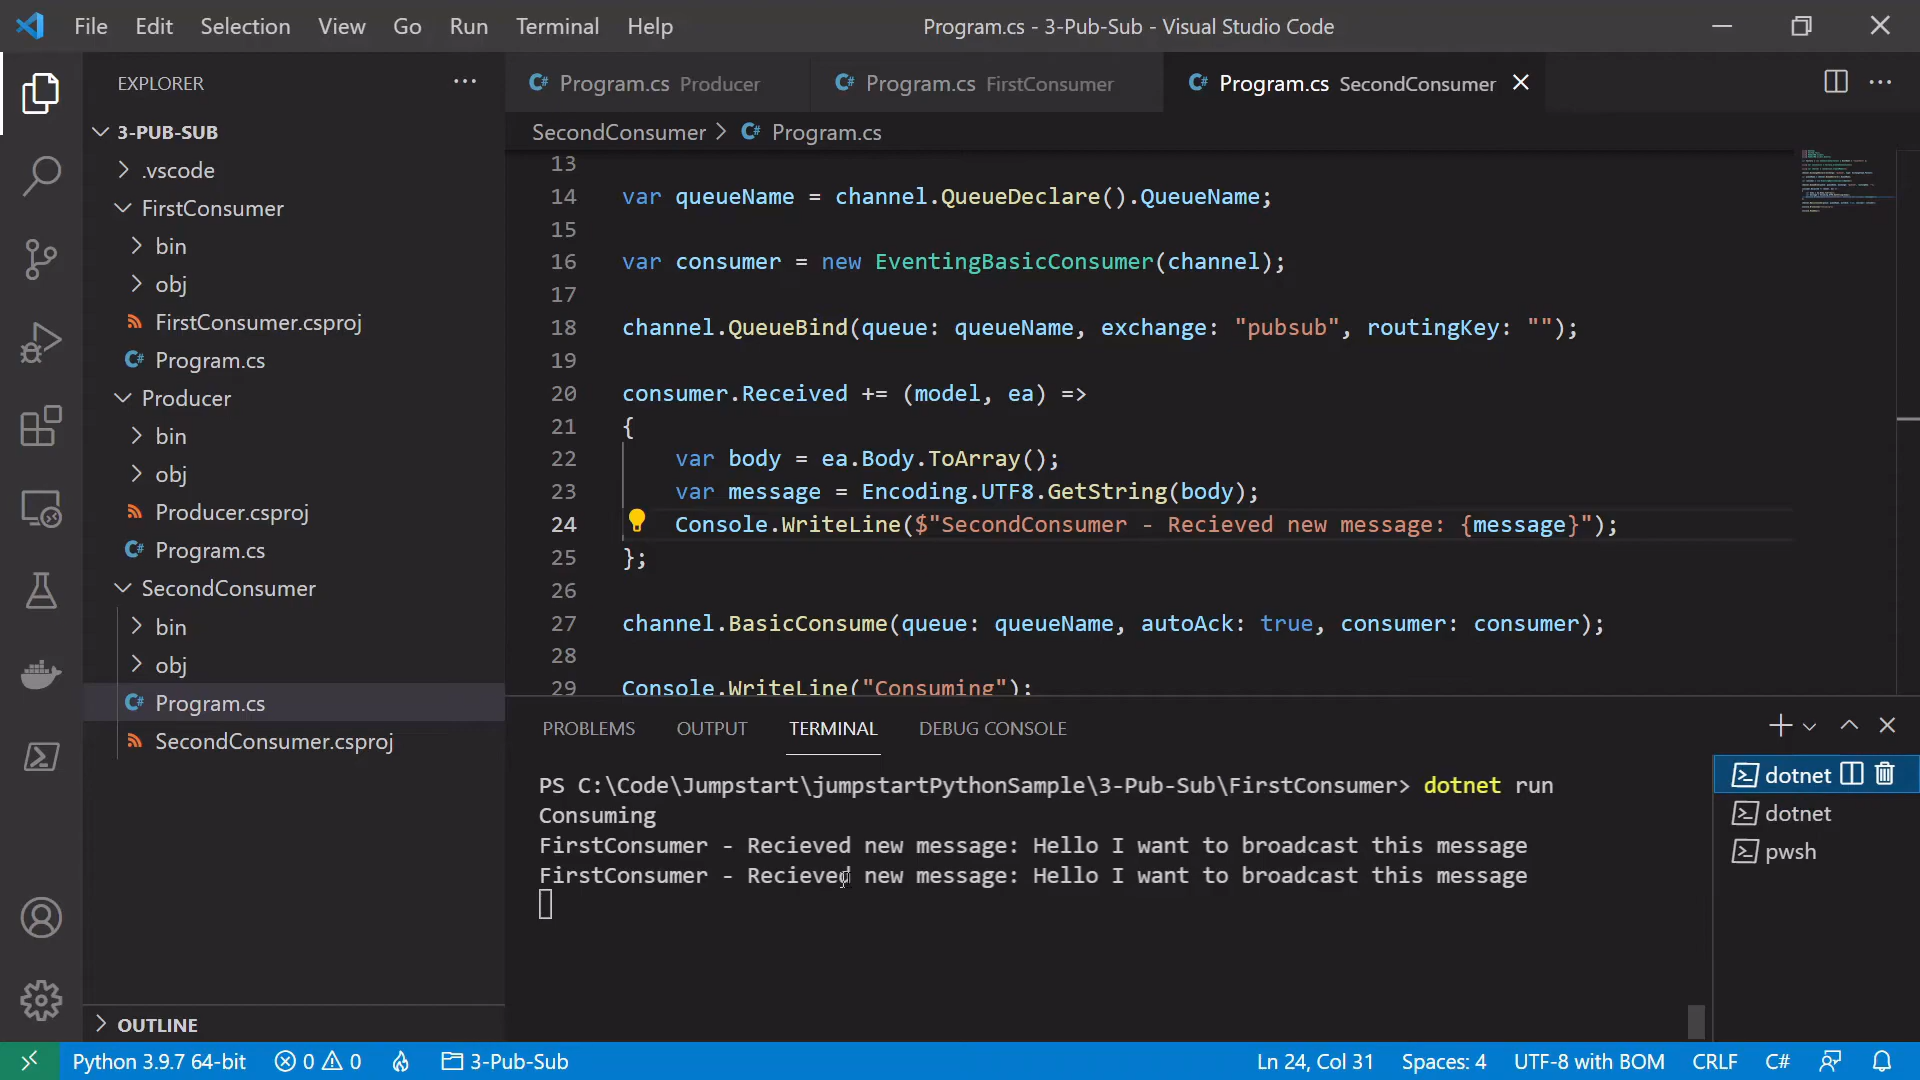 File Edit Selection View Go Run Terminal Help Program.cs - 3-Pub-Sub - Visual Studio Code
EXPLORER
3-PUB-SUB
.vscode
FirstConsumer
bin
obj
FirstConsumer.csproj
Program.cs
Producer
bin
obj
Producer.csproj
Program.cs
SecondConsumer
bin
obj
Program.cs
SecondConsumer.csproj
OUTLINE
Program.cs Producer Program.cs FirstConsumer Program.cs SecondConsumer
SecondConsumer > Program.cs
13
14 var queueName = channel.QueueDeclare().QueueName;
15
16 var consumer = new EventingBasicConsumer(channel);
17
18 channel.QueueBind(queue: queueName, exchange: "pubsub", routingKey: "");
19
20 consumer.Received += (model, ea) =>
21 {
22 var body = ea.Body.ToArray();
23 var message = Encoding.UTF8.GetString(body);
24 Console.WriteLine($"SecondConsumer - Recieved new message: {message}");
25 };
26
27 channel.BasicConsume(queue: queueName, autoAck: true, consumer: consumer);
28
29 Console.WriteLine("Consuming");
PROBLEMS OUTPUT TERMINAL DEBUG CONSOLE
PS C:\Code\Jumpstart\jumpstartPythonSample\3-Pub-Sub\FirstConsumer> dotnet run
Consuming
FirstConsumer - Recieved new message: Hello I want to broadcast this message
FirstConsumer - Recieved new message: Hello I want to broadcast this message
dotnet
dotnet
pwsh
Python 3.9.7 64-bit 0 0 3-Pub-Sub Ln 24, Col 31 Spaces: 4 UTF-8 with BOM CRLF C#